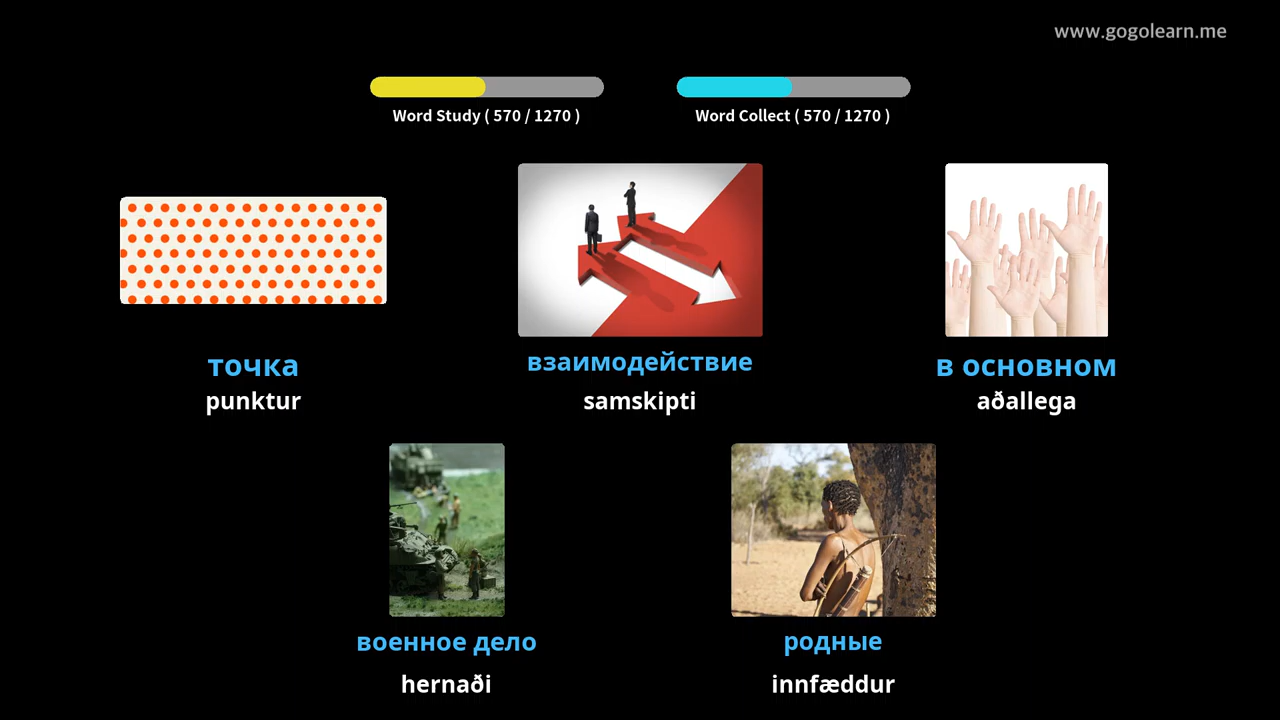 www.gogolearn.me
Word Study ( 570 / 1270 )
Word Collect ( 570 / 1270 )
точка
punktur
взаимодействие
samskipti
в основном
aðallega
военное дело
hernaði
родные
innfæddur